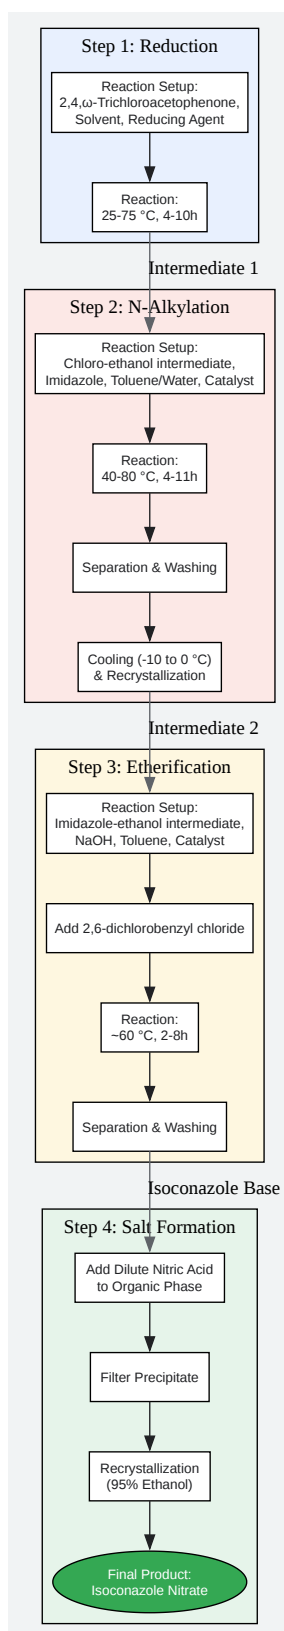 Step 1: Reduction
Reaction Setup:
2,4,ω-Trichloroacetophenone,
Solvent, Reducing Agent
Reaction:
25-75 °C, 4-10h
Intermediate 1
Step 2: N-Alkylation
Reaction Setup:
Chloro-ethanol intermediate,
Imidazole, Toluene/Water, Catalyst
Reaction:
40-80 °C, 4-11h
Separation & Washing
Cooling (-10 to 0 °C)
& Recrystallization
Intermediate 2
Step 3: Etherification
Reaction Setup:
Imidazole-ethanol intermediate,
NaOH, Toluene, Catalyst
Add 2,6-dichlorobenzyl chloride
Reaction:
~60 °C, 2-8h
Separation & Washing
Isoconazole Base
Step 4: Salt Formation
Add Dilute Nitric Acid
to Organic Phase
Filter Precipitate
Recrystallization
(95% Ethanol)
Final Product:
Isoconazole Nitrate